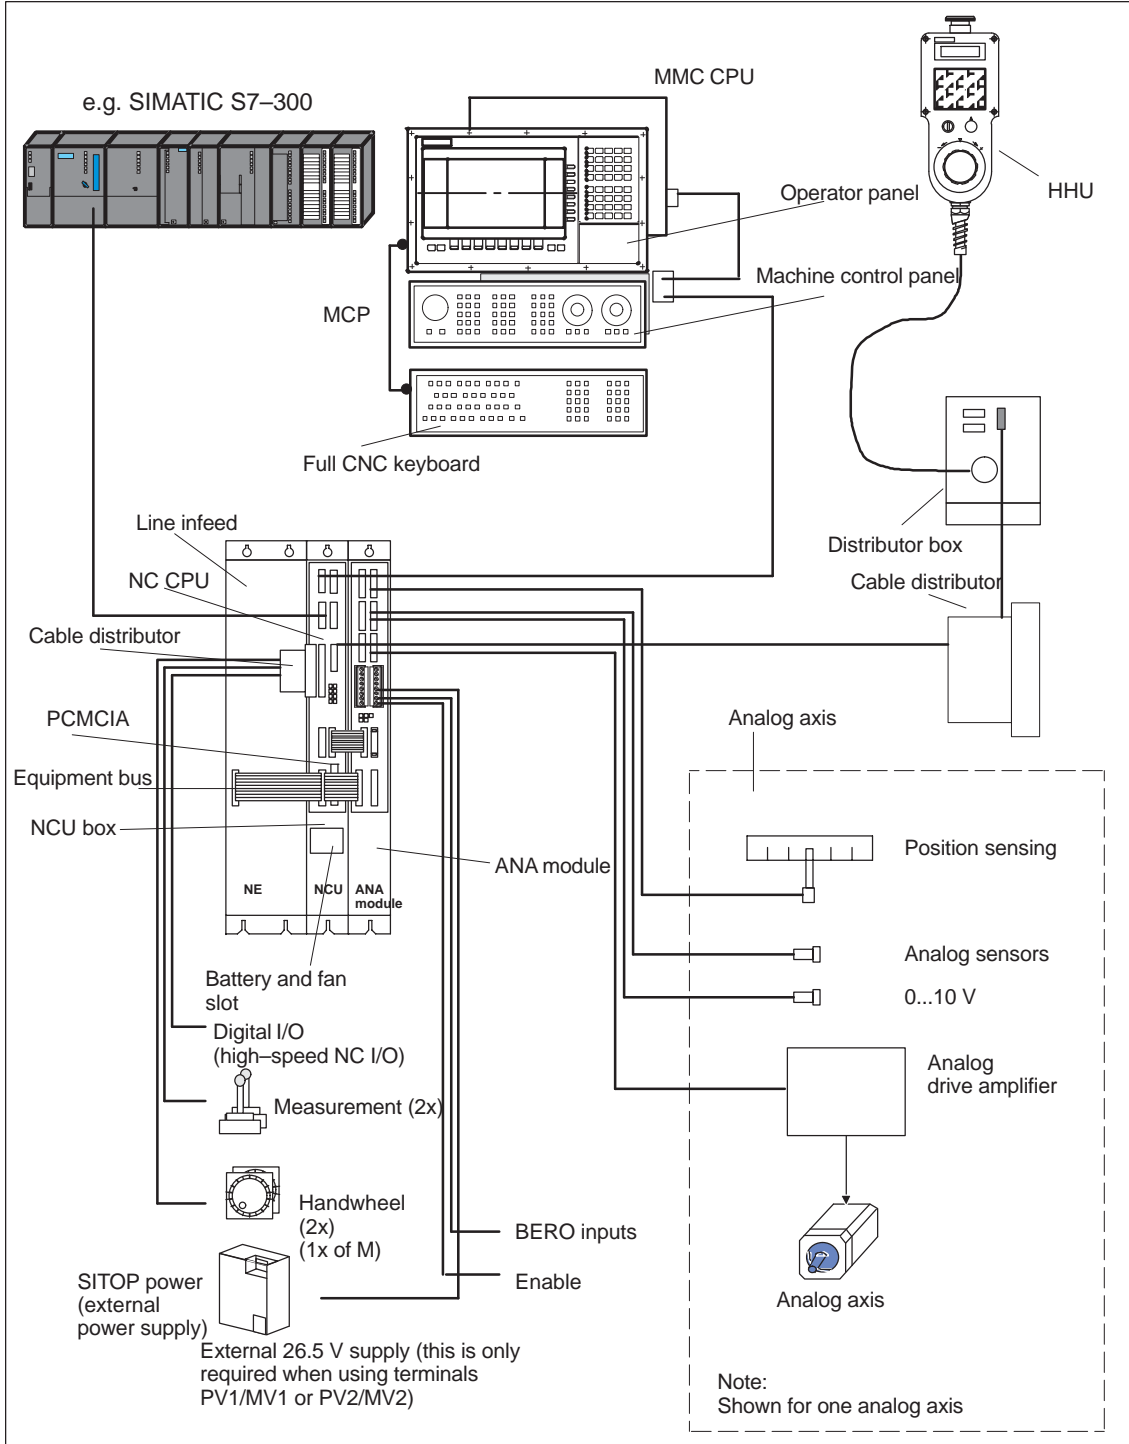 MMC CPU
e.g. SIMATIC S7–300
Operator panel
HHU
Machine control panel
MCP
Full CNC keyboard
Line infeed
Distributor box
NC CPU
Cable distributor
Cable distributor
PCMCIA
Analog axis
Equipment bus
NCU box
Position sensing
ANA module
NE
NCU
ANA
module
Analog sensors
Battery and fan
slot
0...10 V
Digital I/O
(high–speed NC I/O)
Analog
drive amplifier
Measurement (2x)
Handwheel
(2x)
(1x of M)
BERO inputs
SITOP power
(external
power supply)
Enable
Analog axis
External 26.5 V supply (this is only
required when using terminals
PV1/MV1 or PV2/MV2)
Note:
Shown for one analog axis